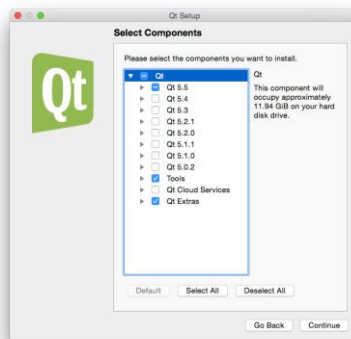 Qt Setup
Select Components
Qt
Please select the components you want to install.
Qt
Qt 5.5
Qt 5.4
Qt 5.3
Qt 5.2.1
Qt 5.2.0
Qt 5.1.1
Qt 5.1.0
Qt 5.0.2
Tools
Qt Cloud Services
Qt Extras
Qt
This component will
occupy approximately
11.94 GiB on your hard
disk drive.
Default
Select All
Deselect All
Go Back
Continue